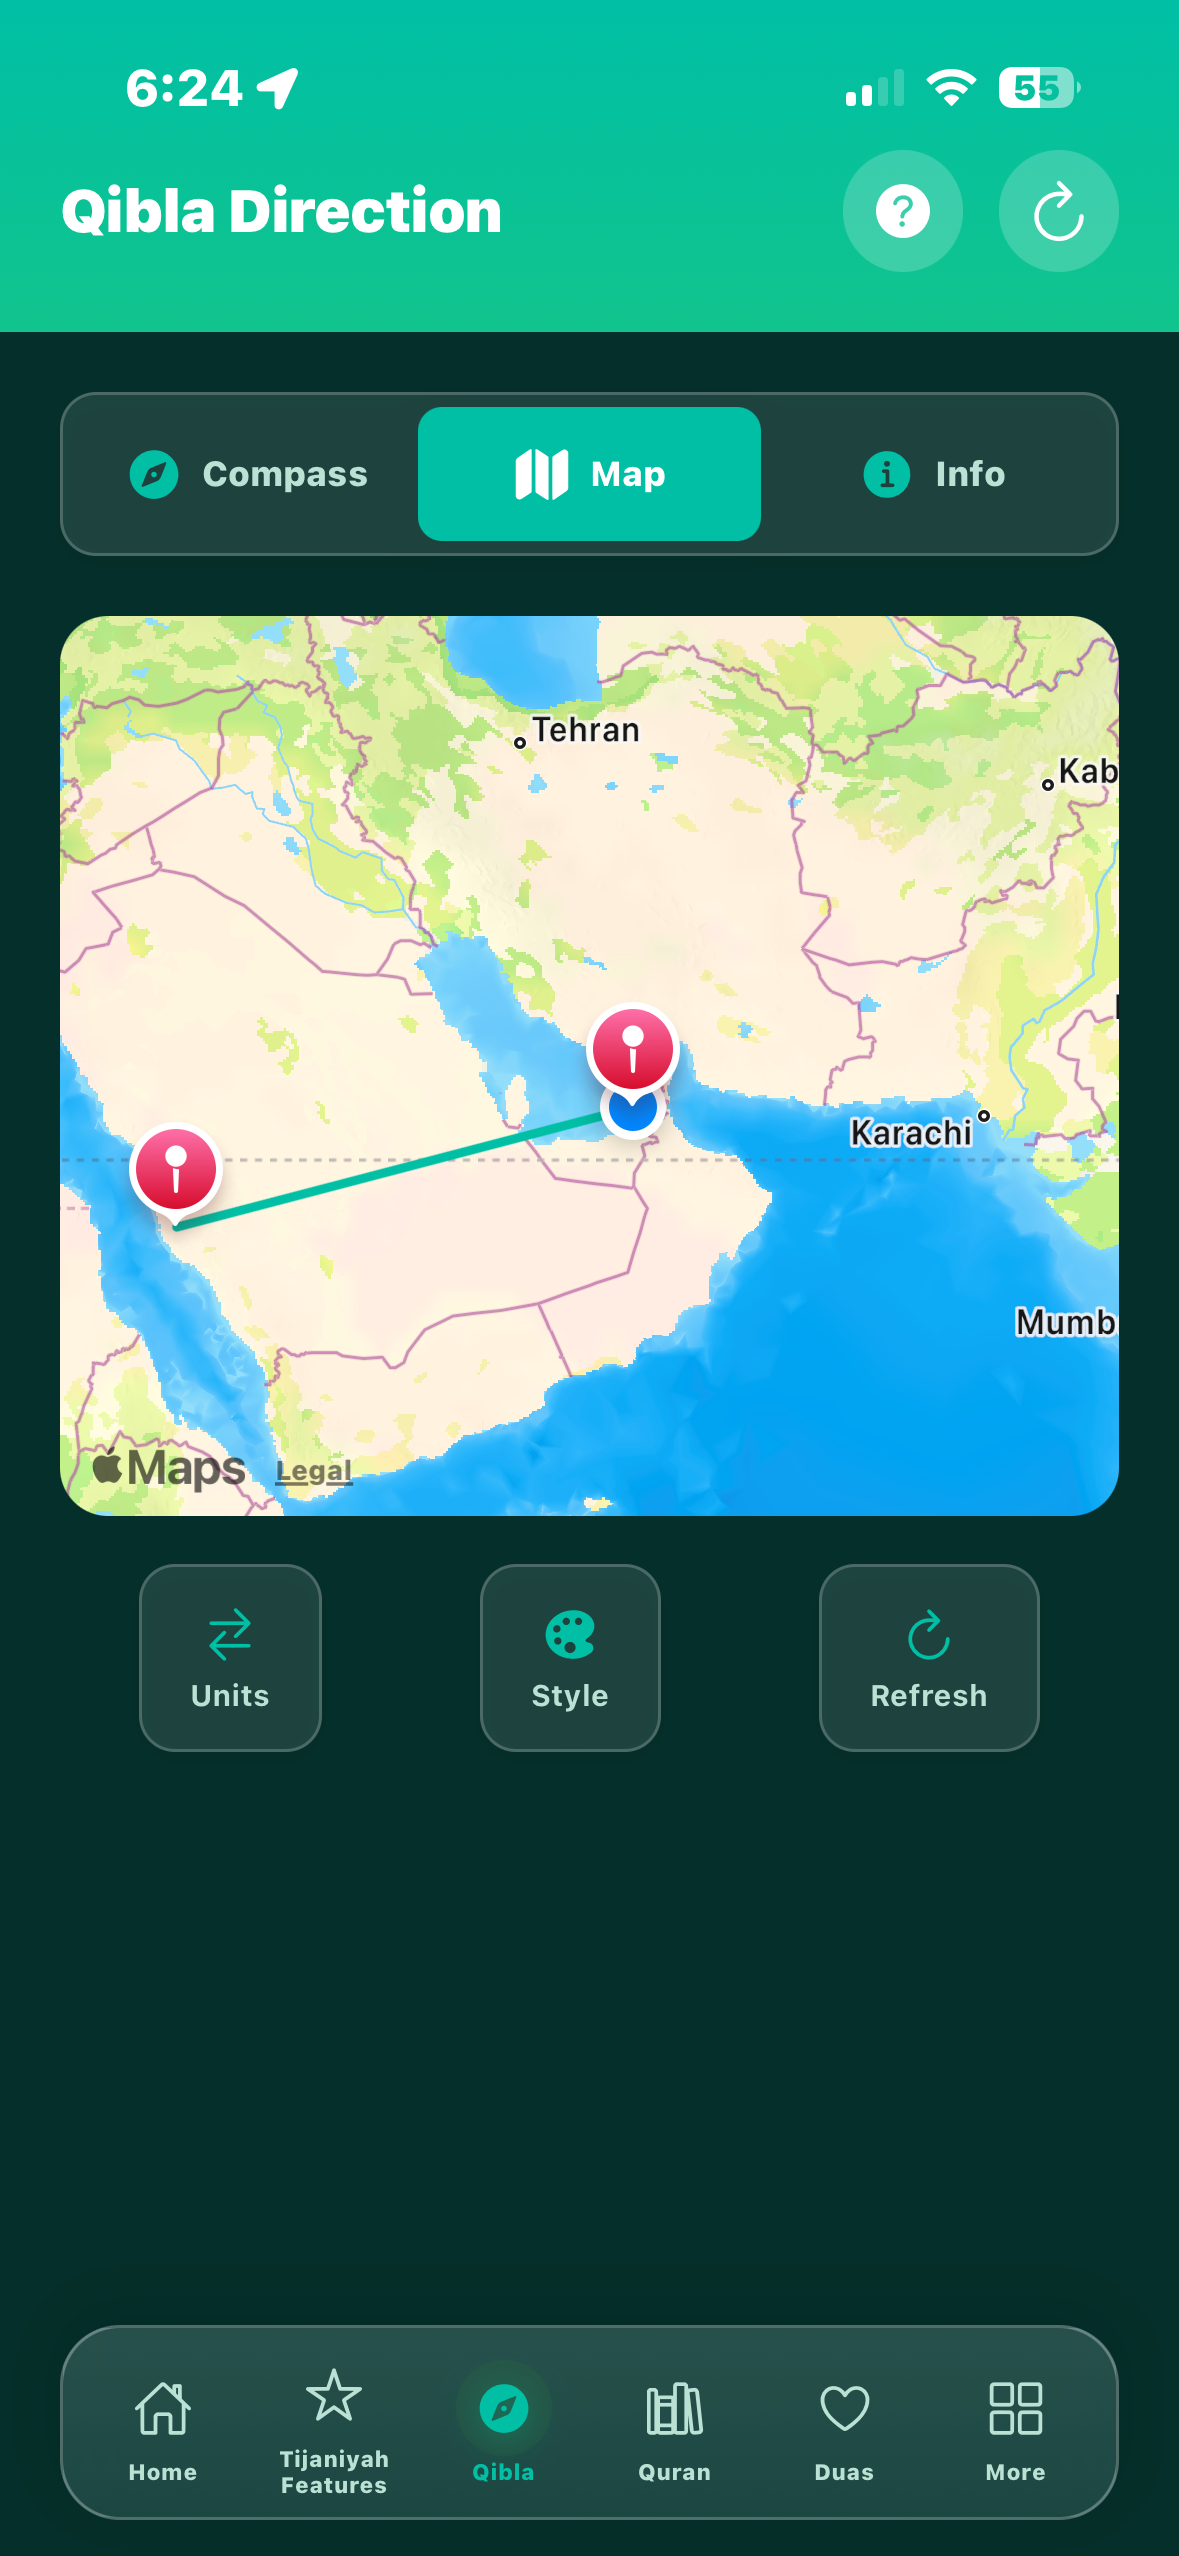 6:24
55
Qibla Direction
Compass
Map
Info
Tehran
Kab
Karachi
Mumb
Maps
Legal
Units
Style
Refresh
Home
Tijaniyah
Features
Qibla
Quran
Duas
More